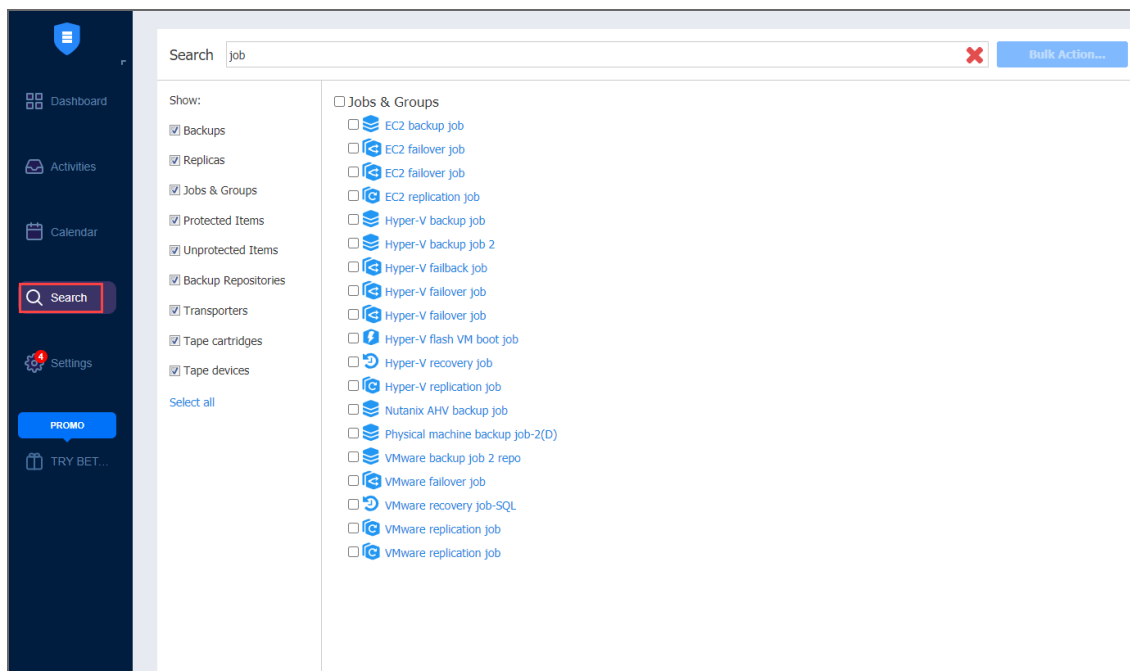 Search job Bulk Action...
Dashboard
Activities
Calendar
Search
4
Settings
PROMO
TRY BET...
Show:
Backups
Replicas
Jobs & Groups
Protected Items
Unprotected Items
Backup Repositories
Transporters
Tape cartridges
Tape devices
Select all
Jobs & Groups
EC2 backup job
EC2 failover job
EC2 failover job
EC2 replication job
Hyper-V backup job
Hyper-V backup job 2
Hyper-V failback job
Hyper-V failover job
Hyper-V failover job
Hyper-V flash VM boot job
Hyper-V recovery job
Hyper-V replication job
Nutanix AHV backup job
Physical machine backup job-2(D)
VMware backup job 2 repo
VMware failover job
VMware recovery job-SQL
VMware replication job
VMware replication job